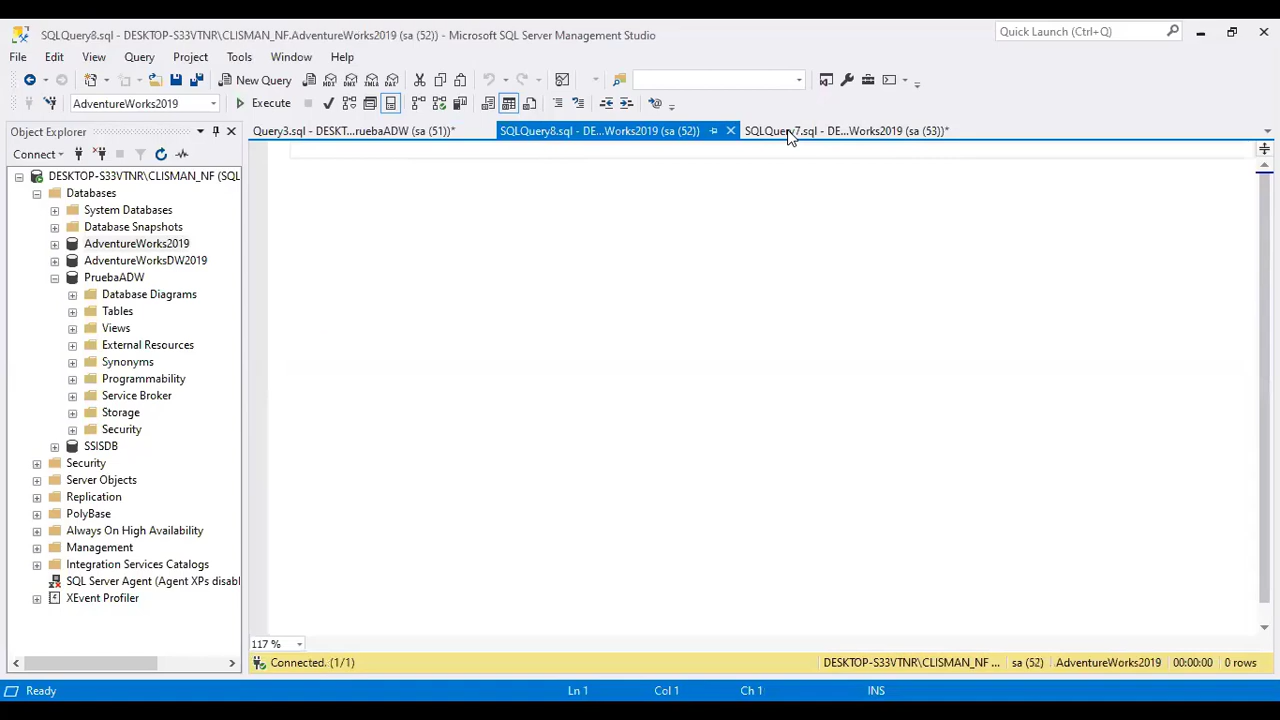 SQLQuery8.sql - DESKTOP-S33VTNR\CLISMAN_NF.AdventureWorks2019 (sa (52)) - Microsoft SQL Server Management Studio
Quick Launch (Ctrl+Q)
File Edit View Query Project Tools Window Help
New Query
MDX DMX XMLA DAX
AdventureWorks2019
Execute
Object Explorer
Query3.sql - DESKT...ruebaADW (sa (51))*
SQLQuery8.sql - DE...Works2019 (sa (52))
SQLQuery7.sql - DE...Works2019 (sa (53))*
Connect
DESKTOP-S33VTNR\CLISMAN_NF (SQL
Databases
System Databases
Database Snapshots
AdventureWorks2019
AdventureWorksDW2019
PruebaADW
Database Diagrams
Tables
Views
External Resources
Synonyms
Programmability
Service Broker
Storage
Security
SSISDB
Security
Server Objects
Replication
PolyBase
Always On High Availability
Management
Integration Services Catalogs
SQL Server Agent (Agent XPs disabl
XEvent Profiler
117 %
Connected. (1/1)
DESKTOP-S33VTNR\CLISMAN_NF ... sa (52) AdventureWorks2019 00:00:00 0 rows
Ready
Ln 1 Col 1 Ch 1 INS